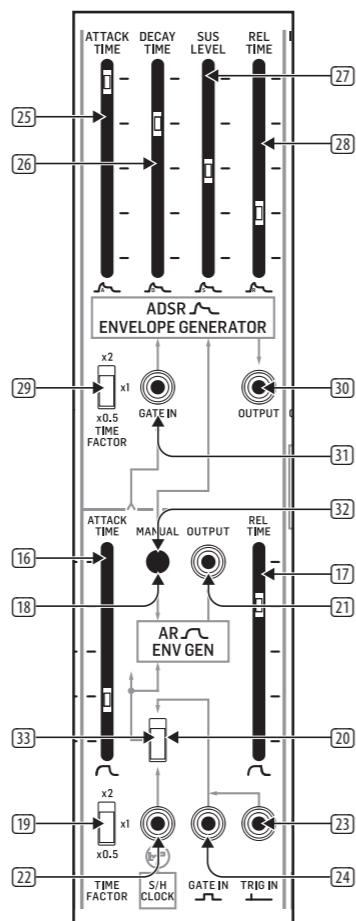 ATTACK TIME
DECAY TIME
SUS LEVEL
REL TIME
25
26
27
28
A
D
S
R
ADSR
ENVELOPE GENERATOR
29
x2
x1
x0.5
TIME FACTOR
GATE IN
OUTPUT
30
31
32
ATTACK TIME
MANUAL
OUTPUT
REL TIME
16
18
17
21
AR
ENV GEN
33
20
19
x2
x1
x0.5
TIME FACTOR
S/H CLOCK
GATE IN
TRIG IN
22
23
24